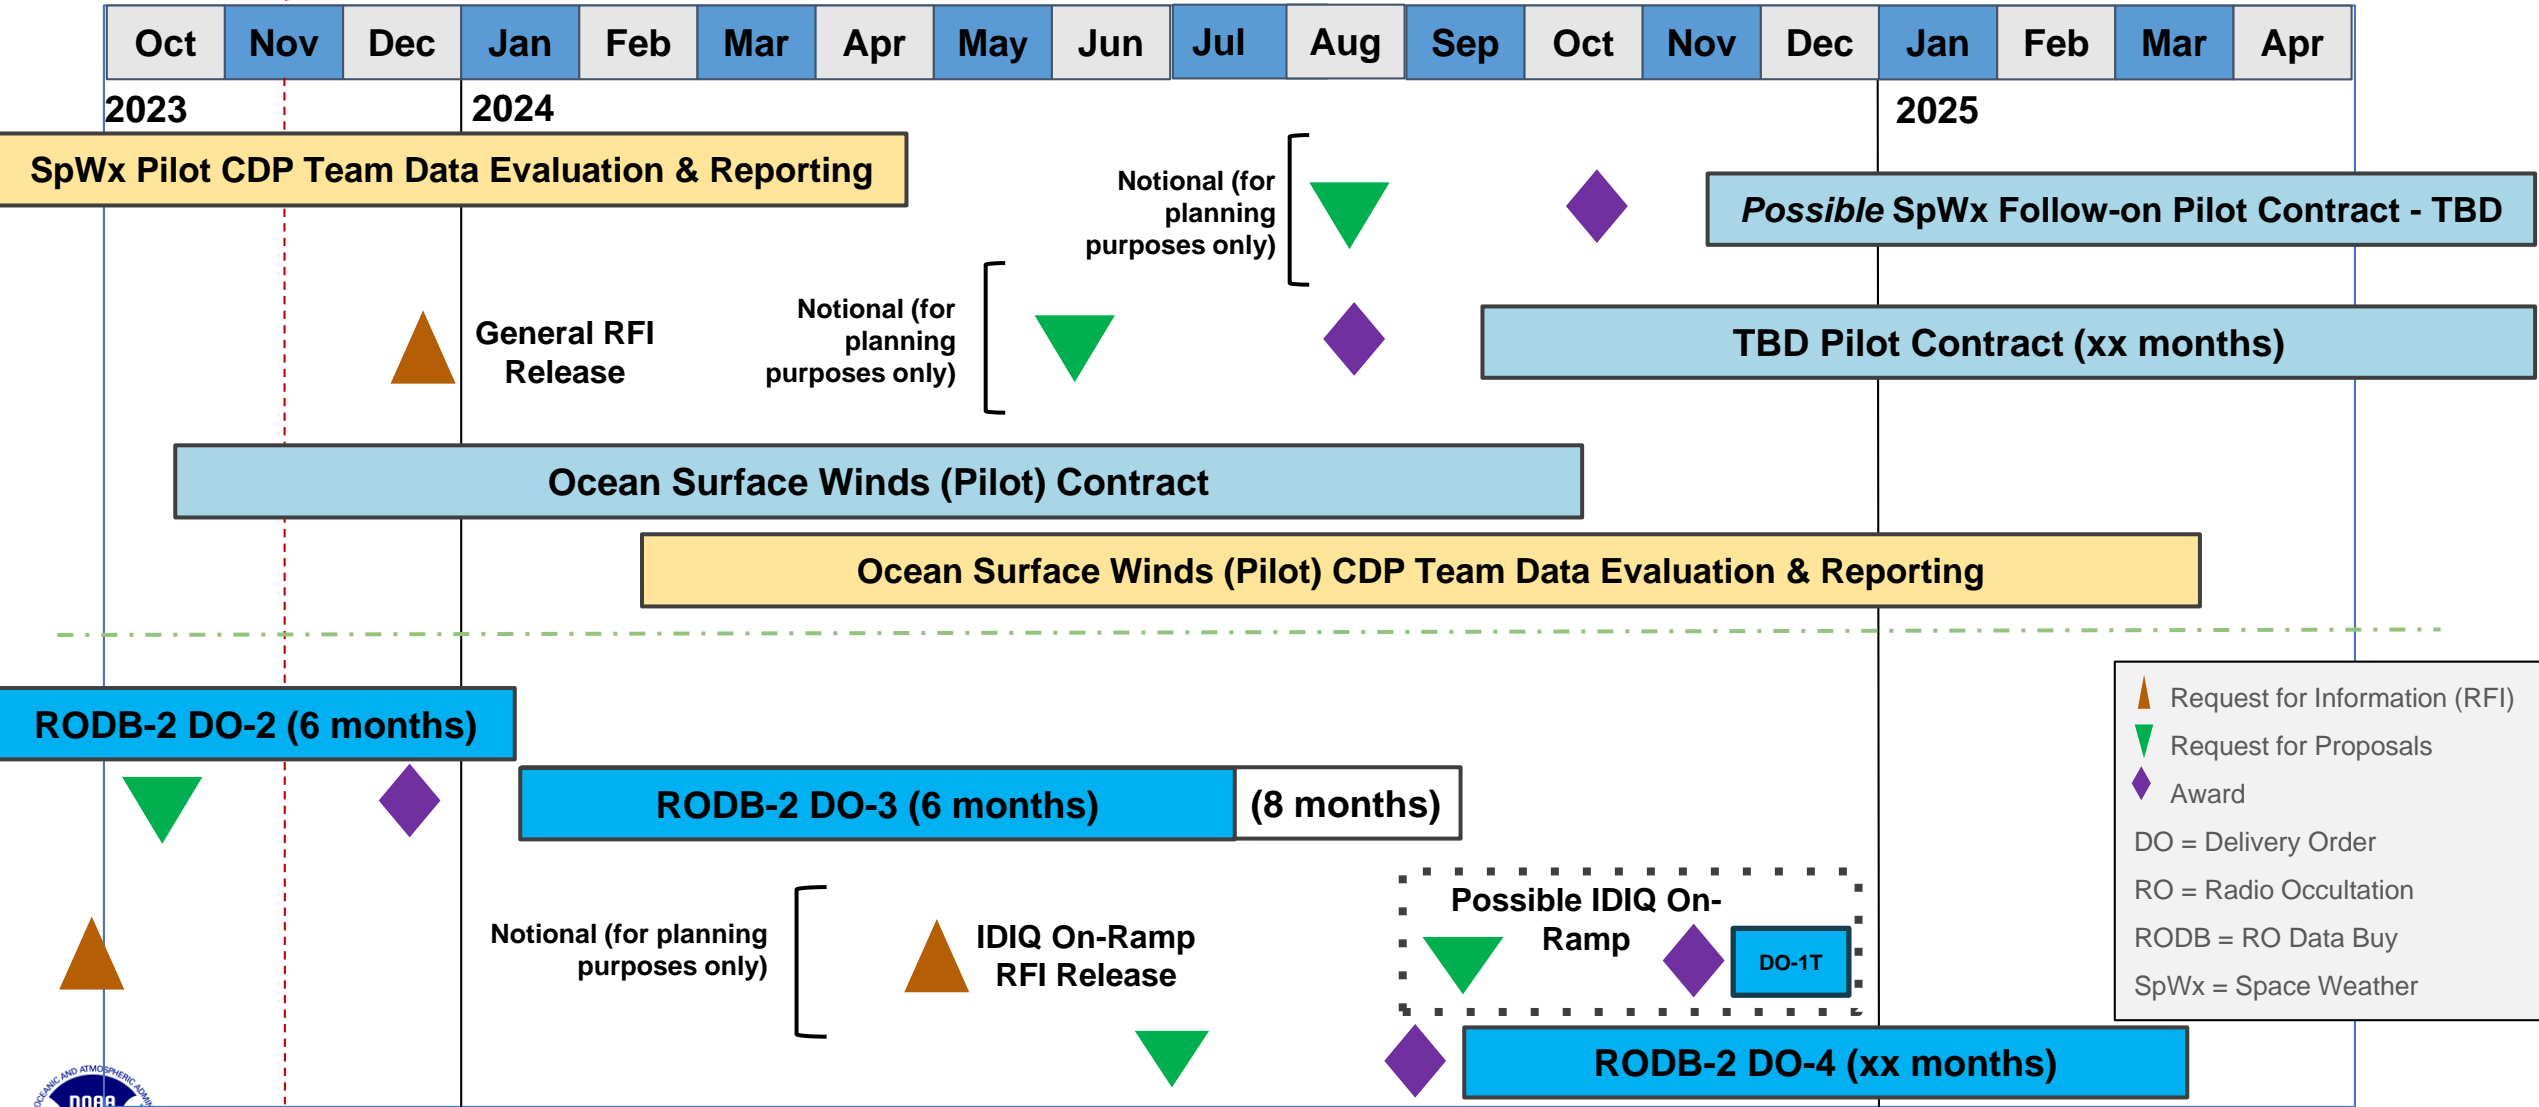 Oct Nov Dec Jan Feb Mar Apr May Jun Jul Aug Sep Oct Nov Dec Jan Feb Mar Apr
2023 2024 2025
SpWx Pilot CDP Team Data Evaluation & Reporting
Notional (for
planning
purposes only)
Possible SpWx Follow-on Pilot Contract - TBD
General RFI
Release
Notional (for
planning
purposes only)
TBD Pilot Contract (xx months)
Ocean Surface Winds (Pilot) Contract
Ocean Surface Winds (Pilot) CDP Team Data Evaluation & Reporting
RODB-2 DO-2 (6 months)
RODB-2 DO-3 (6 months) (8 months)
Notional (for planning
purposes only)
IDIQ On-Ramp
RFI Release
Possible IDIQ On-
Ramp
DO-1T
RODB-2 DO-4 (xx months)
Request for Information (RFI)
Request for Proposals
Award
DO = Delivery Order
RO = Radio Occultation
RODB = RO Data Buy
SpWx = Space Weather
OCEANIC AND ATMOSPHERIC
NOAA